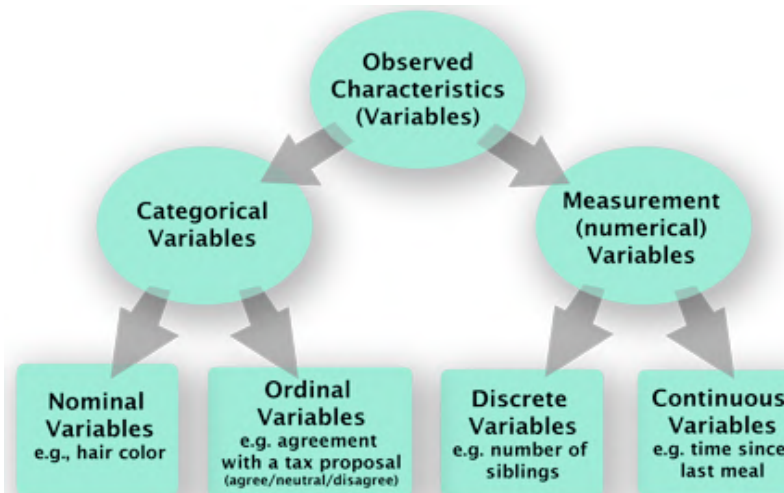 Observed
Characteristics
(Variables)
Categorical
Variables
Measurement
(numerical)
Variables
Nominal
Variables
e.g., hair color
Ordinal
Variables
e.g. agreement
with a tax proposal
(agree/neutral/disagree)
Discrete
Variables
e.g. number of
siblings
Continuous
Variables
e.g. time since
last meal